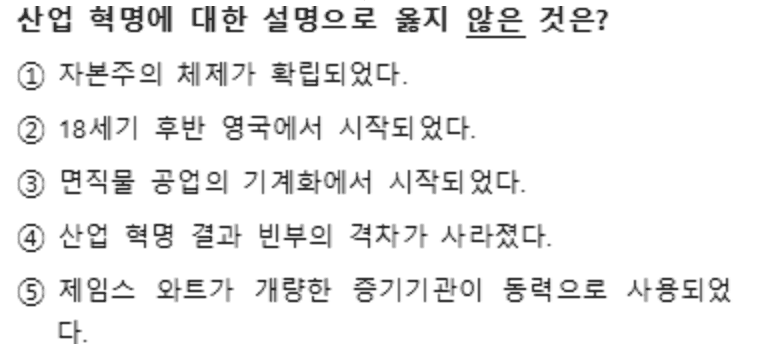 산업 혁명에 대한 설명으로 옳지 않은 것은?
① 자본주의 체제가 확립되었다.
② 18세기 후반 영국에서 시작되었다.
③ 면직물 공업의 기계화에서 시작되었다.
④ 산업 혁명 결과 빈부의 격차가 사라졌다.
⑤ 제임스 와트가 개량한 증기기관이 동력으로 사용되었
다.